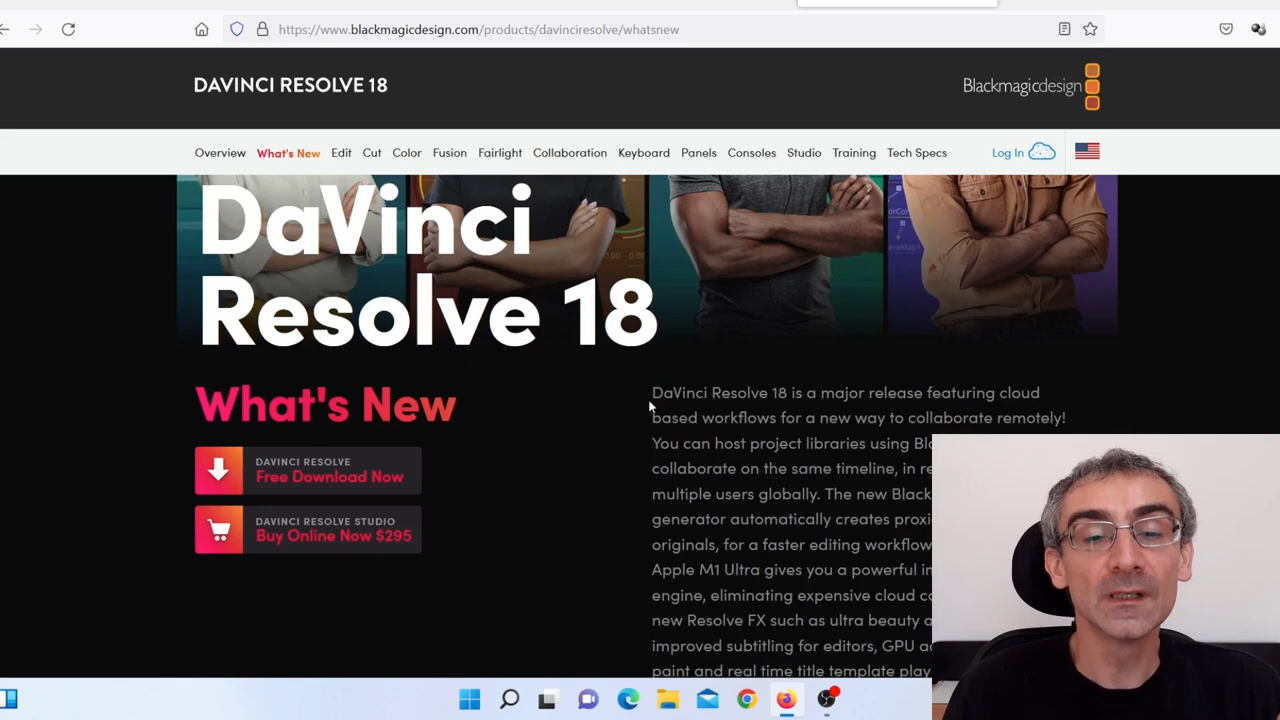 https://www.blackmagicdesign.com/products/davinciresolve/whatsnew
DAVINCI RESOLVE 18
Blackmagicdesign
Overview What's New Edit Cut Color Fusion Fairlight Collaboration Keyboard Panels Consoles Studio Training Tech Specs Log In
DaVinci
Resolve 18
What's New
DAVINCI RESOLVE
Free Download Now
DAVINCI RESOLVE STUDIO
Buy Online Now $295
DaVinci Resolve 18 is a major release featuring cloud
based workflows for a new way to collaborate remotely!
You can host project libraries using
collaborate on the same timeline, in
multiple users globally. The new Black
generator automatically creates
originals, for a faster editing workflow
Apple M1 Ultra gives you a powerful
engine, eliminating expensive cloud
new Resolve FX such as ultra beauty
improved subtitling for editors, GPU
paint and real time title template play